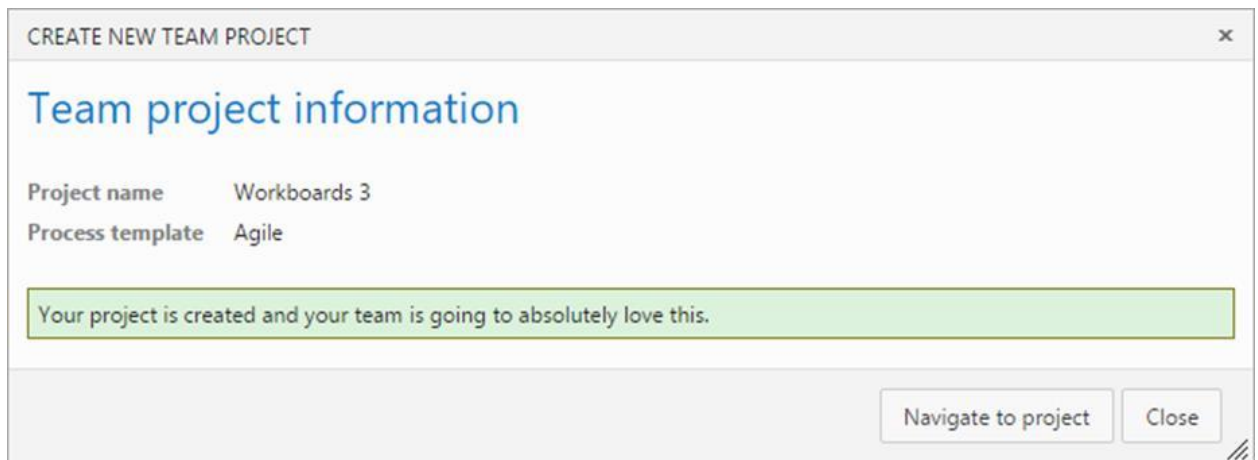 CREATE NEW TEAM PROJECT ×
Team project information
Project name Workboards 3
Process template Agile
Your project is created and your team is going to absolutely love this.
Navigate to project Close